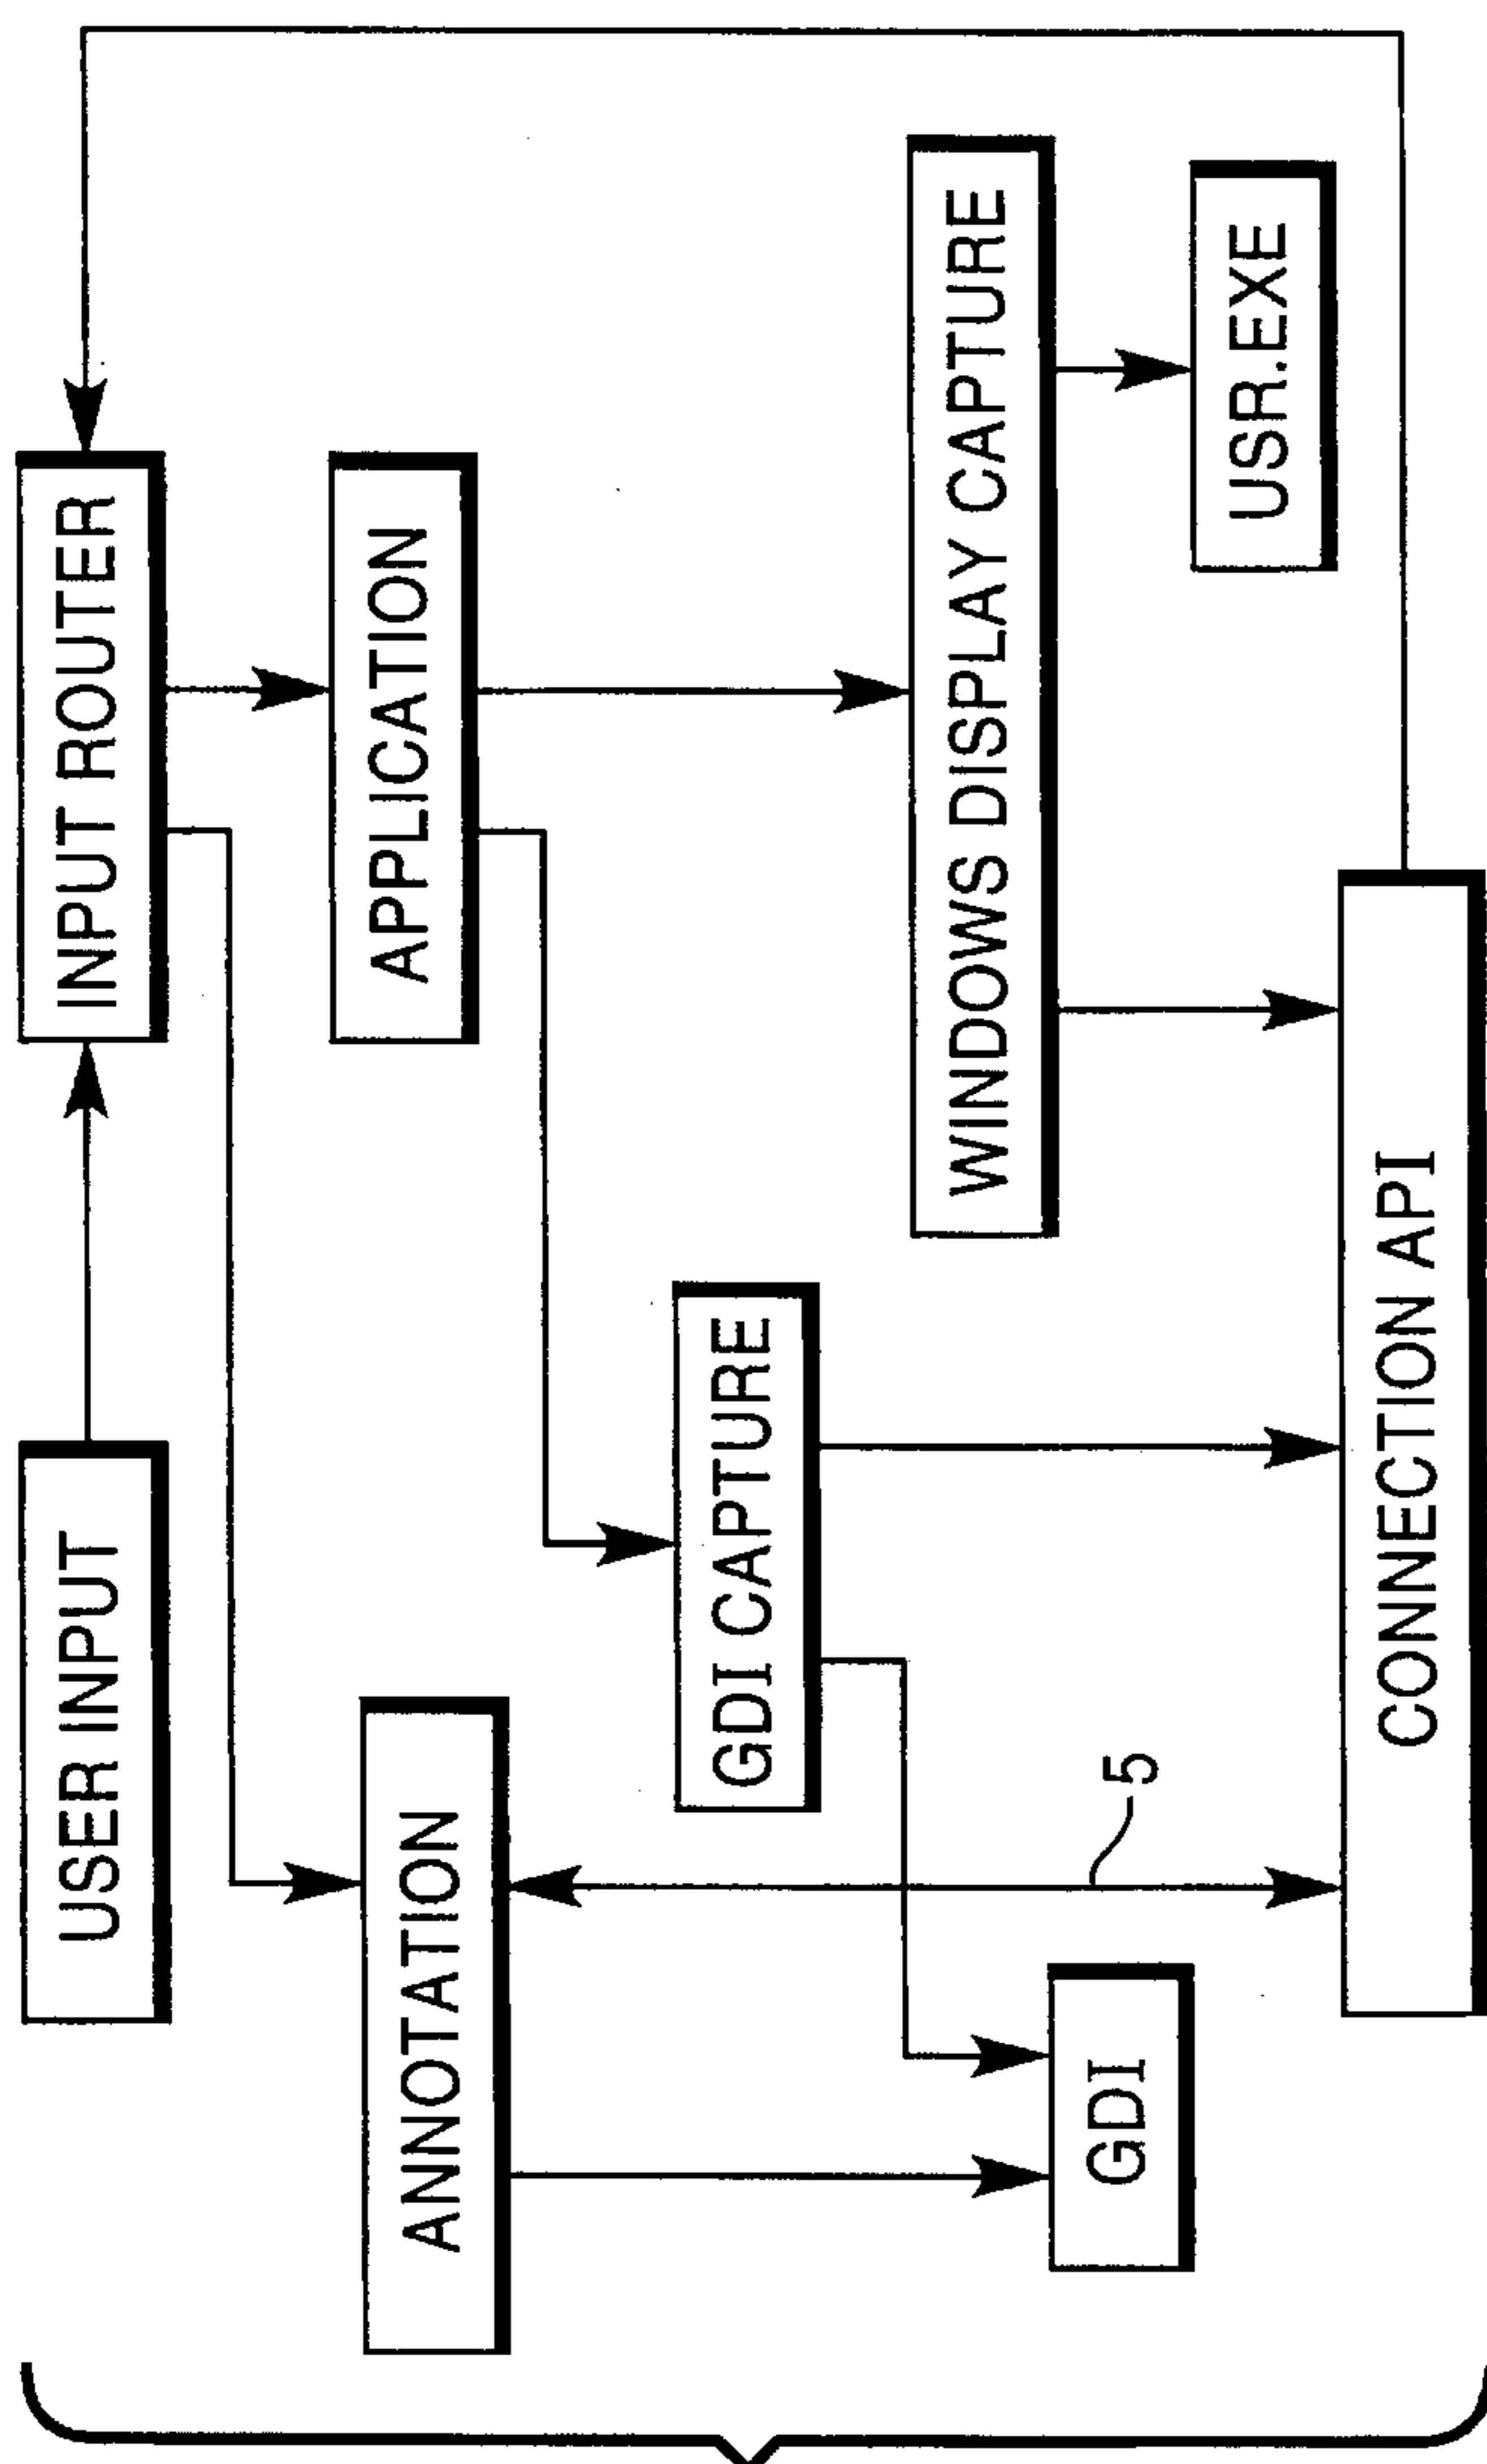 USER INPUT
INPUT ROUTER
ANNOTATION
APPLICATION
GDI CAPTURE
WINDOWS DISPLAY CAPTURE
GDI
5
USR.EXE
CONNECTION API